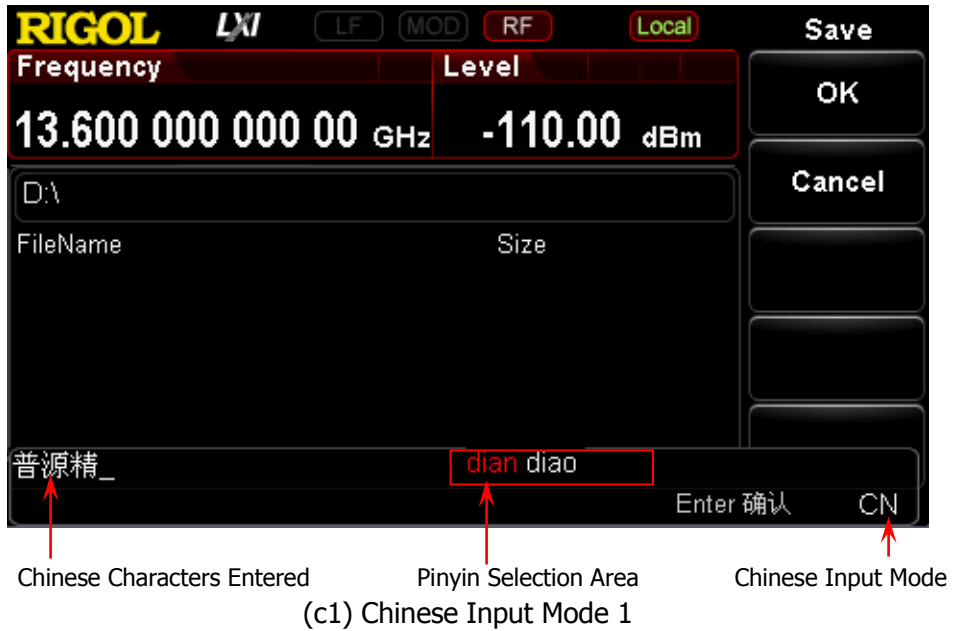 RIGOL LXI LF MOD RF Local Save
Frequency Level
OK
13.600 000 000 00 GHz -110.00 dBm
Cancel
D:\
FileName Size
普源精_ dian diao
Enter 确认 CN
Chinese Characters Entered Pinyin Selection Area Chinese Input Mode
(c1) Chinese Input Mode 1